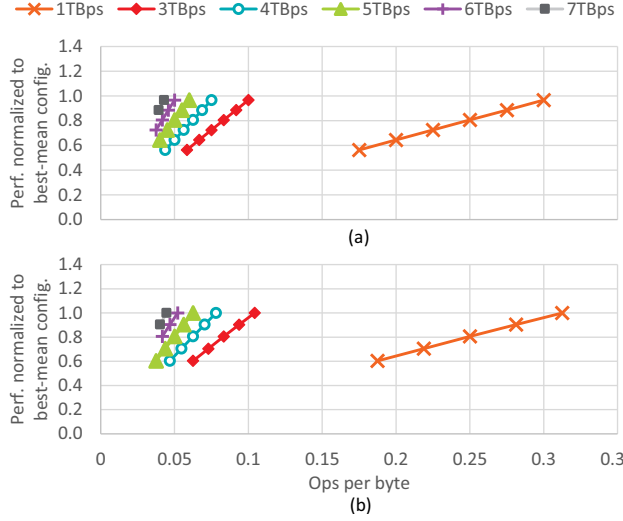 1TBps 3TBps 4TBps 5TBps 6TBps 7TBps
Perf. normalized to
best-mean config.
1.4
1.2
1.0
0.8
0.6
0.4
0.2
0.0
(a)
Perf. normalized to
best-mean config.
1.4
1.2
1.0
0.8
0.6
0.4
0.2
0.0
0 0.05 0.1 0.15 0.2 0.25 0.3 0.3
Ops per byte
(b)